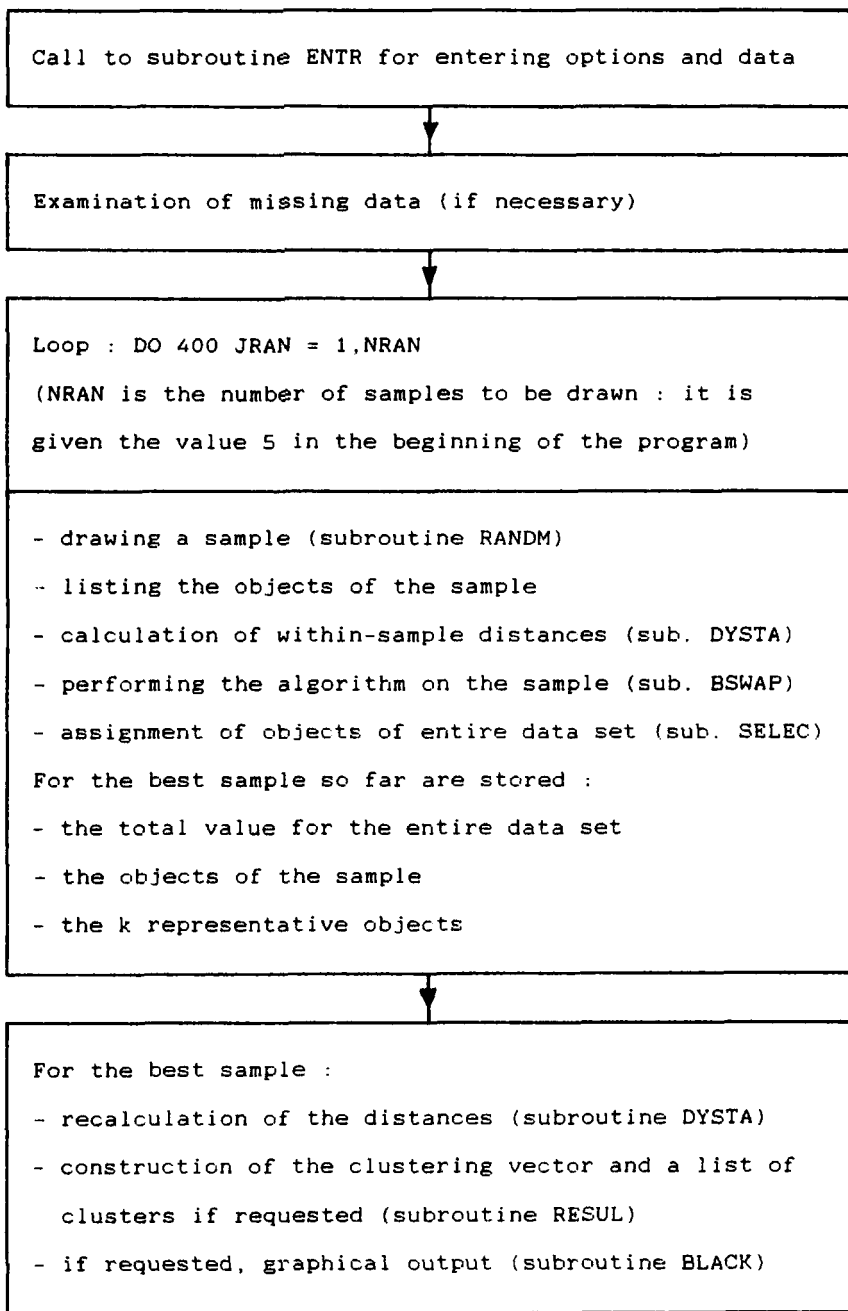 Call to subroutine ENTR for entering options and data
Examination of missing data (if necessary)
Loop : DO 400 JRAN = 1,NRAN
(NRAN is the number of samples to be drawn : it is
given the value 5 in the beginning of the program)
- drawing a sample (subroutine RANDM)
- listing the objects of the sample
- calculation of within-sample distances (sub. DYSTA)
- performing the algorithm on the sample (sub. BSWAP)
- assignment of objects of entire data set (sub. SELEC)
For the best sample so far are stored :
- the total value for the entire data set
- the objects of the sample
- the k representative objects
For the best sample :
- recalculation of the distances (subroutine DYSTA)
- construction of the clustering vector and a list of
clusters if requested (subroutine RESUL)
- if requested, graphical output (subroutine BLACK)